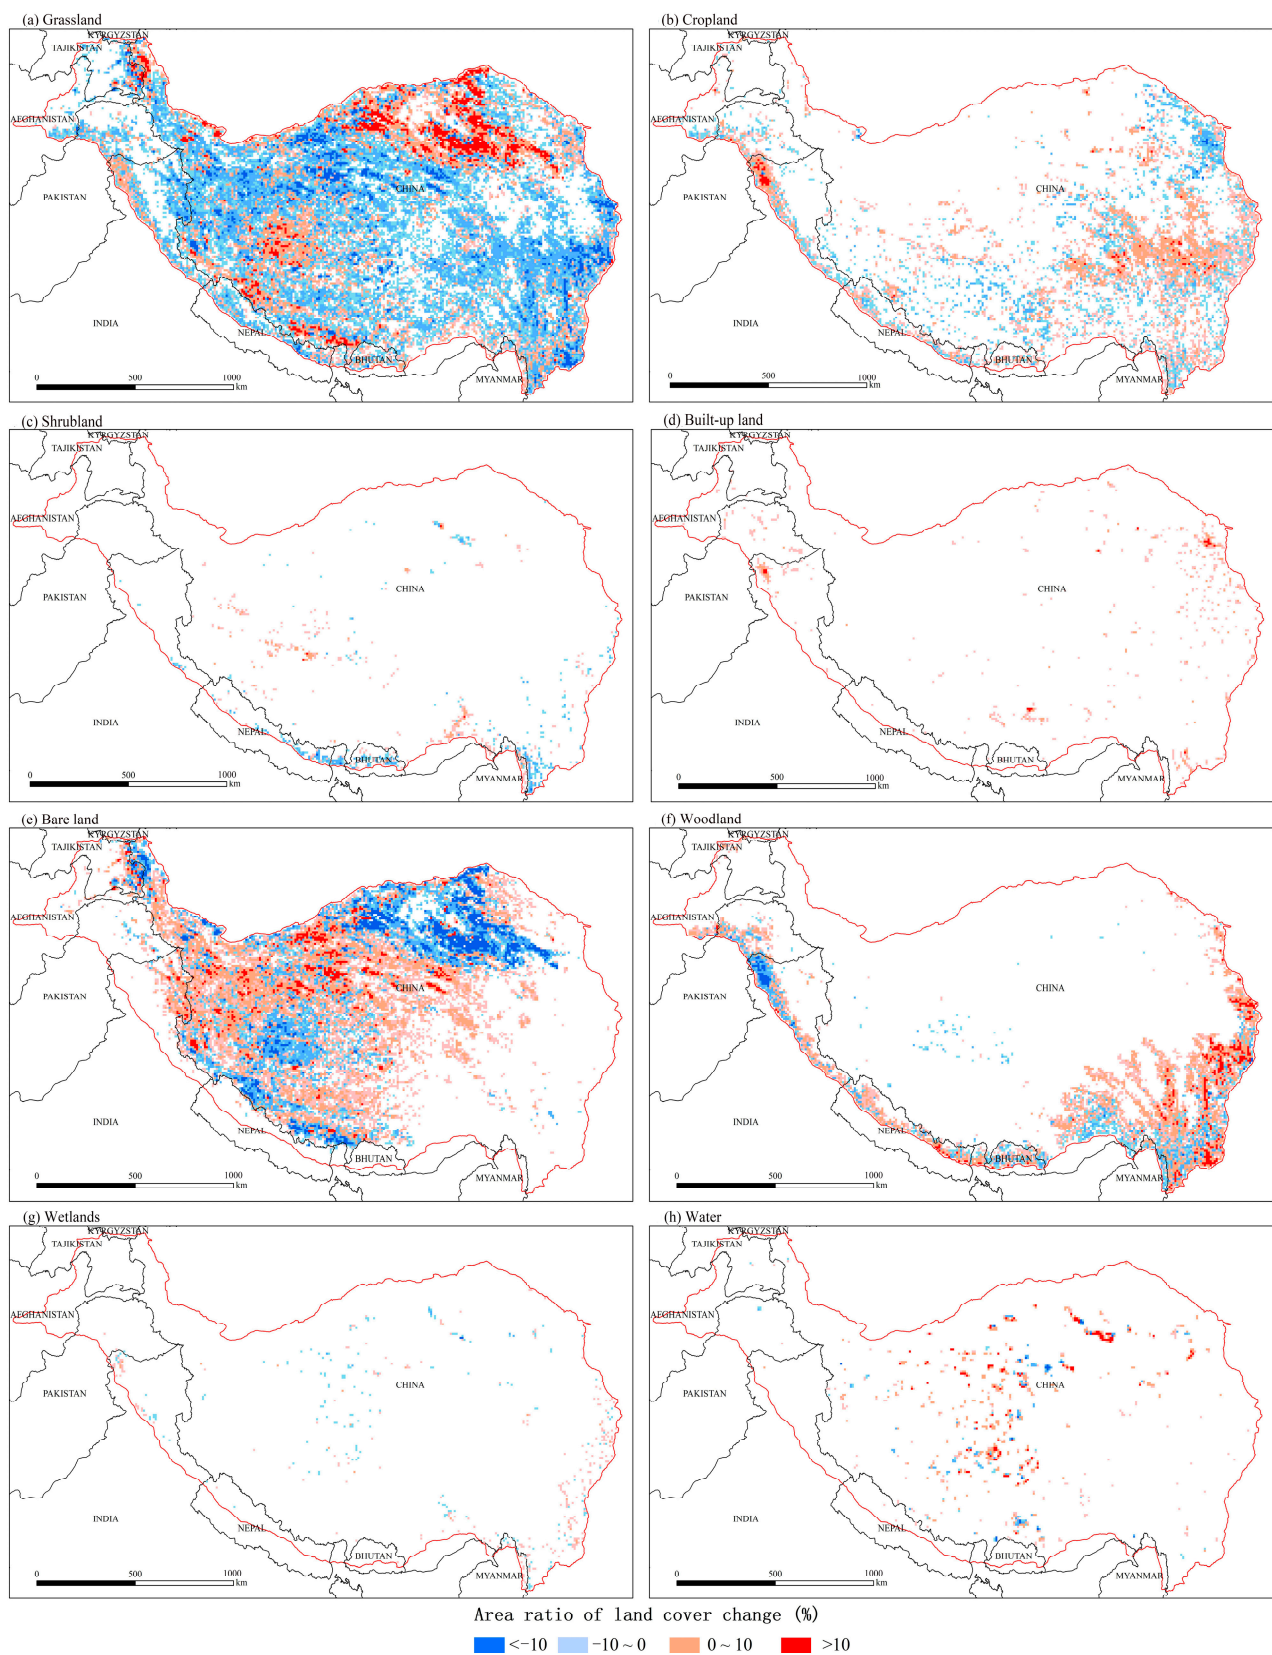 (a) Grassland
KYRGYZSTAN
TAJIKISTAN
AFGHANISTAN
PAKISTAN
CHINA
INDIA
NEPAL
BHUTAN
MYANMAR
0 500 1000
km
(b) Cropland
KYRGYZSTAN
TAJIKISTAN
AFGHANISTAN
PAKISTAN
CHINA
INDIA
NEPAL
BHUTAN
MYANMAR
0 500 1000
km
(c) Shrubland
KYRGYZSTAN
TAJIKISTAN
AFGHANISTAN
PAKISTAN
CHINA
INDIA
NEPAL
BHUTAN
MYANMAR
0 500 1000
km
(d) Built-up land
KYRGYZSTAN
TAJIKISTAN
AFGHANISTAN
PAKISTAN
CHINA
INDIA
NEPAL
BHUTAN
MYANMAR
0 500 1000
km
(e) Bare land
KYRGYZSTAN
TAJIKISTAN
AFGHANISTAN
PAKISTAN
CHINA
INDIA
NEPAL
BHUTAN
MYANMAR
0 500 1000
km
(f) Woodland
KYRGYZSTAN
TAJIKISTAN
AFGHANISTAN
PAKISTAN
CHINA
INDIA
NEPAL
BHUTAN
MYANMAR
0 500 1000
km
(g) Wetlands
KYRGYZSTAN
TAJIKISTAN
AFGHANISTAN
PAKISTAN
CHINA
INDIA
NEPAL
BHUTAN
MYANMAR
0 500 1000
km
(h) Water
KYRGYZSTAN
TAJIKISTAN
AFGHANISTAN
PAKISTAN
CHINA
INDIA
NEPAL
BHUTAN
MYANMAR
0 500 1000
km
Area ratio of land cover change (%)
<-10 -10 ~ 0 0 ~ 10 >10